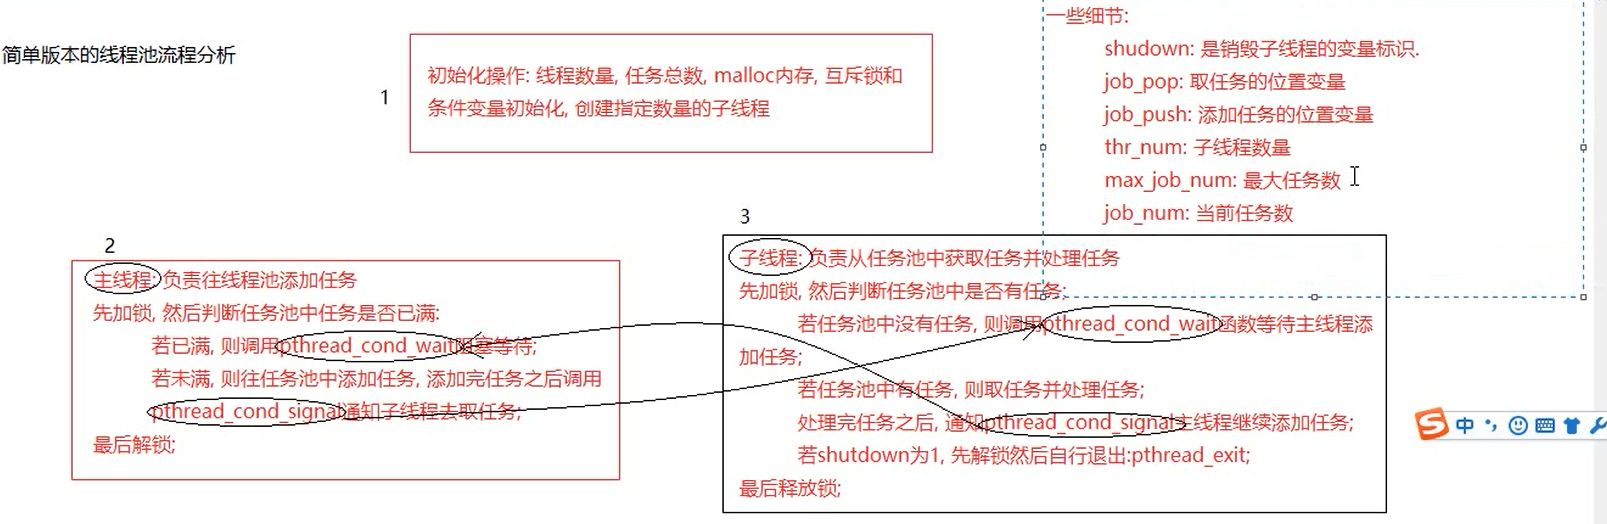 简单版本的线程池流程分析
1
初始化操作: 线程数量, 任务总数, malloc内存, 互斥锁和
条件变量初始化, 创建指定数量的子线程
一些细节:
shudown: 是销毁子线程的变量标识.
job_pop: 取任务的位置变量
job_push: 添加任务的位置变量
thr_num: 子线程数量
max_job_num: 最大任务数
job_num: 当前任务数
2
主线程: 负责往线程池添加任务
先加锁, 然后判断任务池中任务是否已满:
若已满, 则调用pthread_cond_wait阻塞等待;
若未满, 则往任务池中添加任务, 添加完任务之后调用
pthread_cond_signal通知子线程去取任务;
最后解锁;
3
子线程: 负责从任务池中获取任务并处理任务
先加锁, 然后判断任务池中是否有任务:
若任务池中没有任务, 则调用pthread_cond_wait函数等待主线程添
加任务;
若任务池中有任务, 则取任务并处理任务;
处理完任务之后, 通知pthread_cond_signal主线程继续添加任务;
若shutdown为1, 先解锁然后自行退出:pthread_exit;
最后释放锁;
S
中